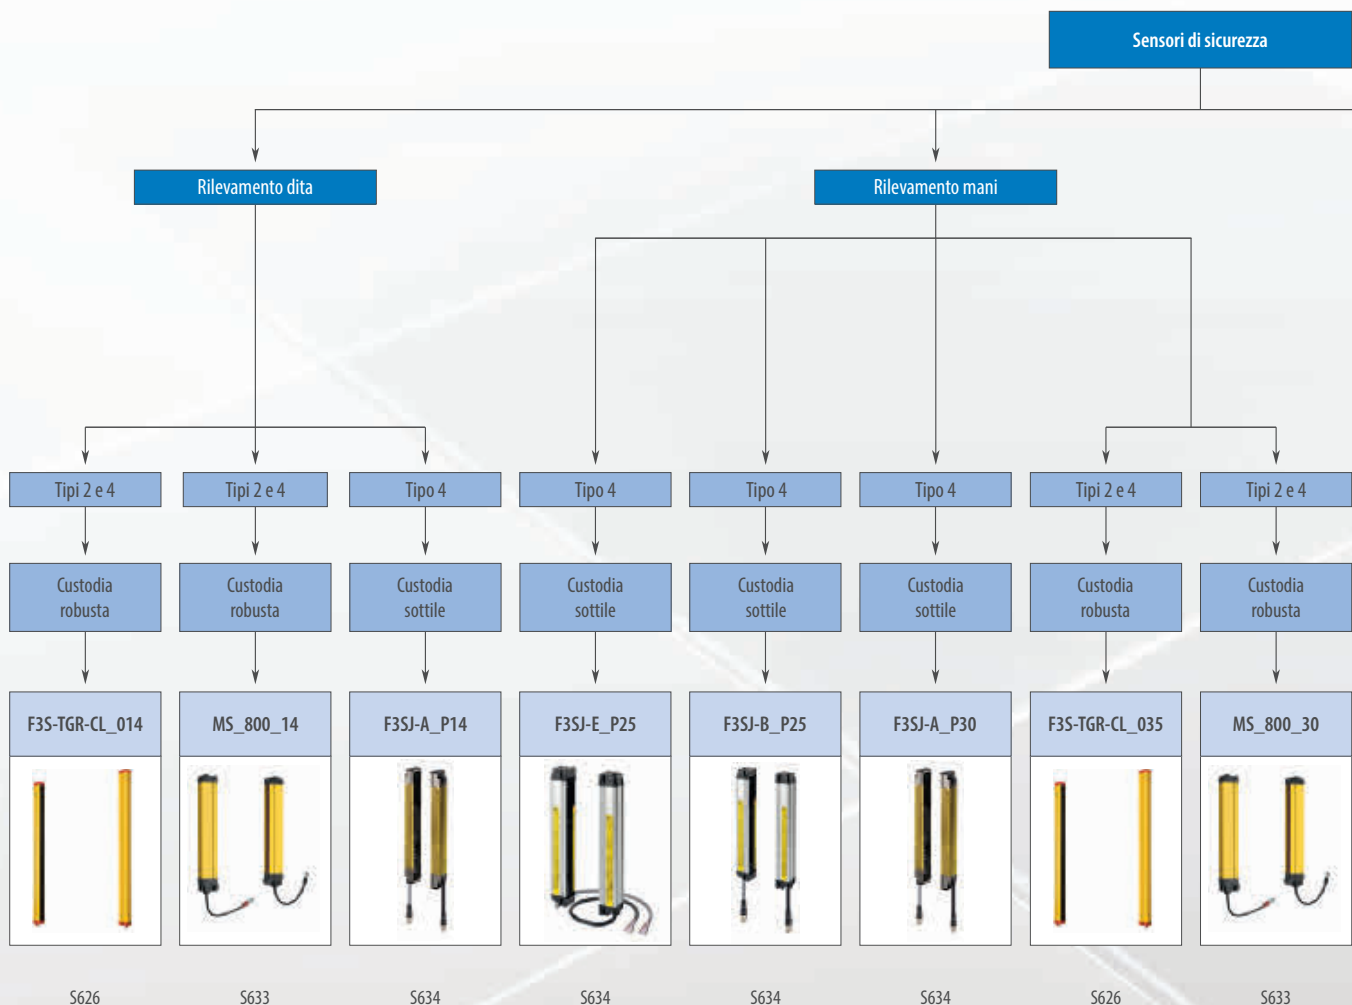 Sensori di sicurezza
Rilevamento dita
Rilevamento mani
Tipi 2 e 4
Tipi 2 e 4
Tipo 4
Tipo 4
Tipo 4
Tipo 4
Tipi 2 e 4
Tipi 2 e 4
Custodia
robusta
Custodia
robusta
Custodia
sottile
Custodia
sottile
Custodia
sottile
Custodia
sottile
Custodia
robusta
Custodia
robusta
F3S-TGR-CL_014
MS_800_14
F3SJ-A_P14
F3SJ-E_P25
F3SJ-B_P25
F3SJ-A_P30
F3S-TGR-CL_035
MS_800_30
S626
S633
S634
S634
S634
S634
S626
S633